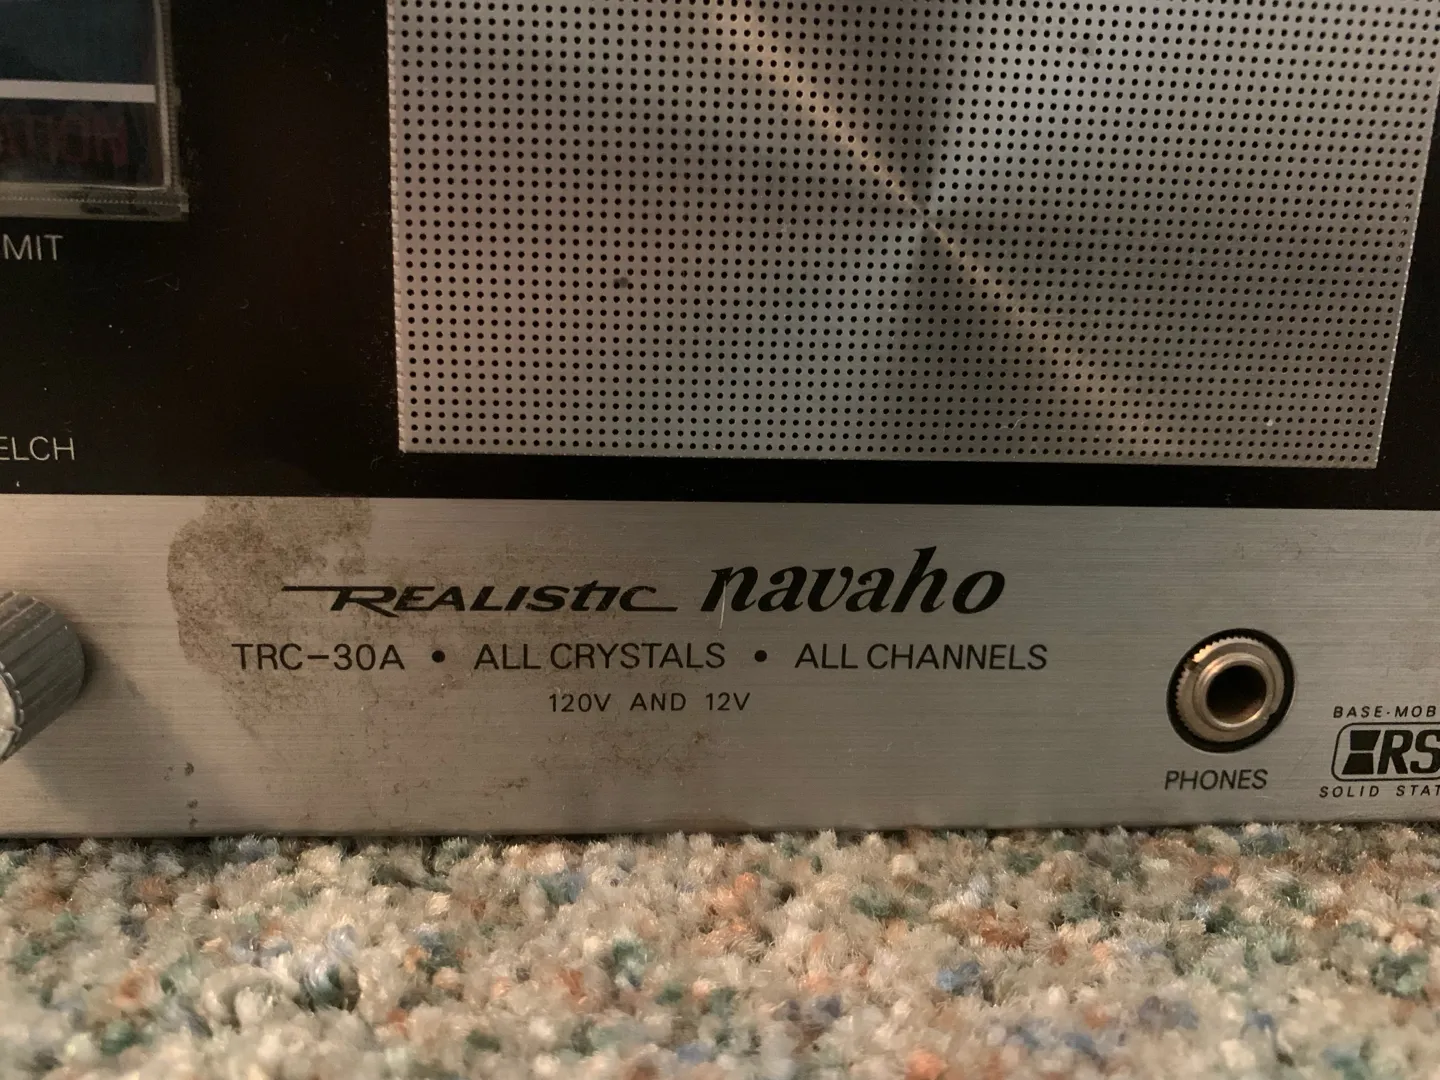 MIT
ELCH
REALISTIC navaho
TRC-30A • ALL CRYSTALS • ALL CHANNELS
120V AND 12V
PHONES
BASE-MOB
RS
SOLID STAT